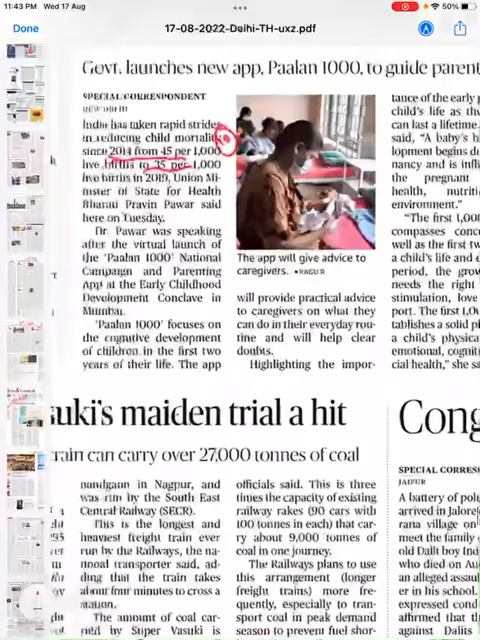 11:43 PM Wed 17 Aug
50%
Done
17-08-2022-Delhi-TH-uxz.pdf
Govt. launches new app, Paalan 1000, to guide parent
SPECIAL CORRESPONDENT
NEW DELHI
India has taken rapid strides
in reducing child mortality
since 2014 from 45 per 1,000
live births to 35 per 1,000
live births in 2019, Union Mi-
nister of State for Health
Bharati Pravin Pawar said
here on Tuesday.
Dr. Pawar was speaking
after the virtual launch of
the 'Paalan 1000' National
Campaign and Parenting
App at the Early Childhood
Development Conclave in
Mumbai.
'Paalan 1000' focuses on
the cognitive development
of children in the first two
years of their life. The app
The app will give advice to
caregivers. •RAGU R
will provide practical advice
to caregivers on what they
can do in their everyday rou-
tine and will help clear
doubts.
Highlighting the impor-
tance of the early
child's life as the
can last a lifetime.
said, "A baby's
lopment begins du
nancy and is infl
the pregnant
health, nutriti
environment."
"The first 1,00
compasses conc
well as the first tw
a child's life and
period, the grov
needs the right
stimulation, love
port. The first 1,0
tablishes a solid pl
a child's physica
emotional, cogniti
cial health," she sa
suki's maiden trial a hit
train can carry over 27,000 tonnes of coal
nandgaon in Nagpur, and
was run by the South East
Central Railway (SECR).
This is the longest and
heaviest freight train ever
run by the Railways, the na-
tional transporter said, ad-
ding that the train takes
about four minutes to cross a
station.
The amount of coal car-
ried by Super Vasuki is
officials said. This is three
times the capacity of existing
railway rakes (90 cars with
100 tonnes in each) that car-
ry about 9,000 tonnes of
coal in one journey.
The Railways plans to use
this arrangement (longer
freight trains) more fre-
quently, especially to tran-
sport coal in peak demand
season to prevent fuel shor-
Cong
SPECIAL CORRES
JAIPUR
A battery of poli
arrived in Jalore
rana village on
meet the family
old Dalit boy Ind
who died on Au
an alleged assau
er in his school.
expressed cond
affirmed that th
against Dalits